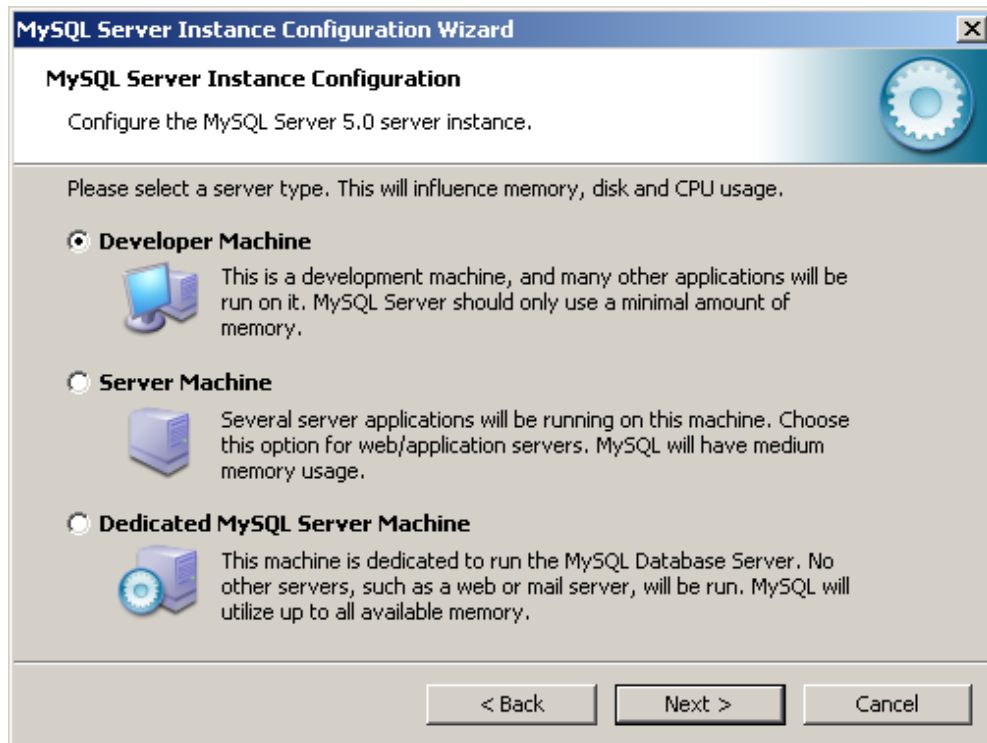 MySQL Server Instance Configuration Wizard
MySQL Server Instance Configuration
Configure the MySQL Server 5.0 server instance.
Please select a server type. This will influence memory, disk and CPU usage.
Developer Machine
This is a development machine, and many other applications will be
run on it. MySQL Server should only use a minimal amount of
memory.
Server Machine
Several server applications will be running on this machine. Choose
this option for web/application servers. MySQL will have medium
memory usage.
Dedicated MySQL Server Machine
This machine is dedicated to run the MySQL Database Server. No
other servers, such as a web or mail server, will be run. MySQL will
utilize up to all available memory.
< Back
Next >
Cancel